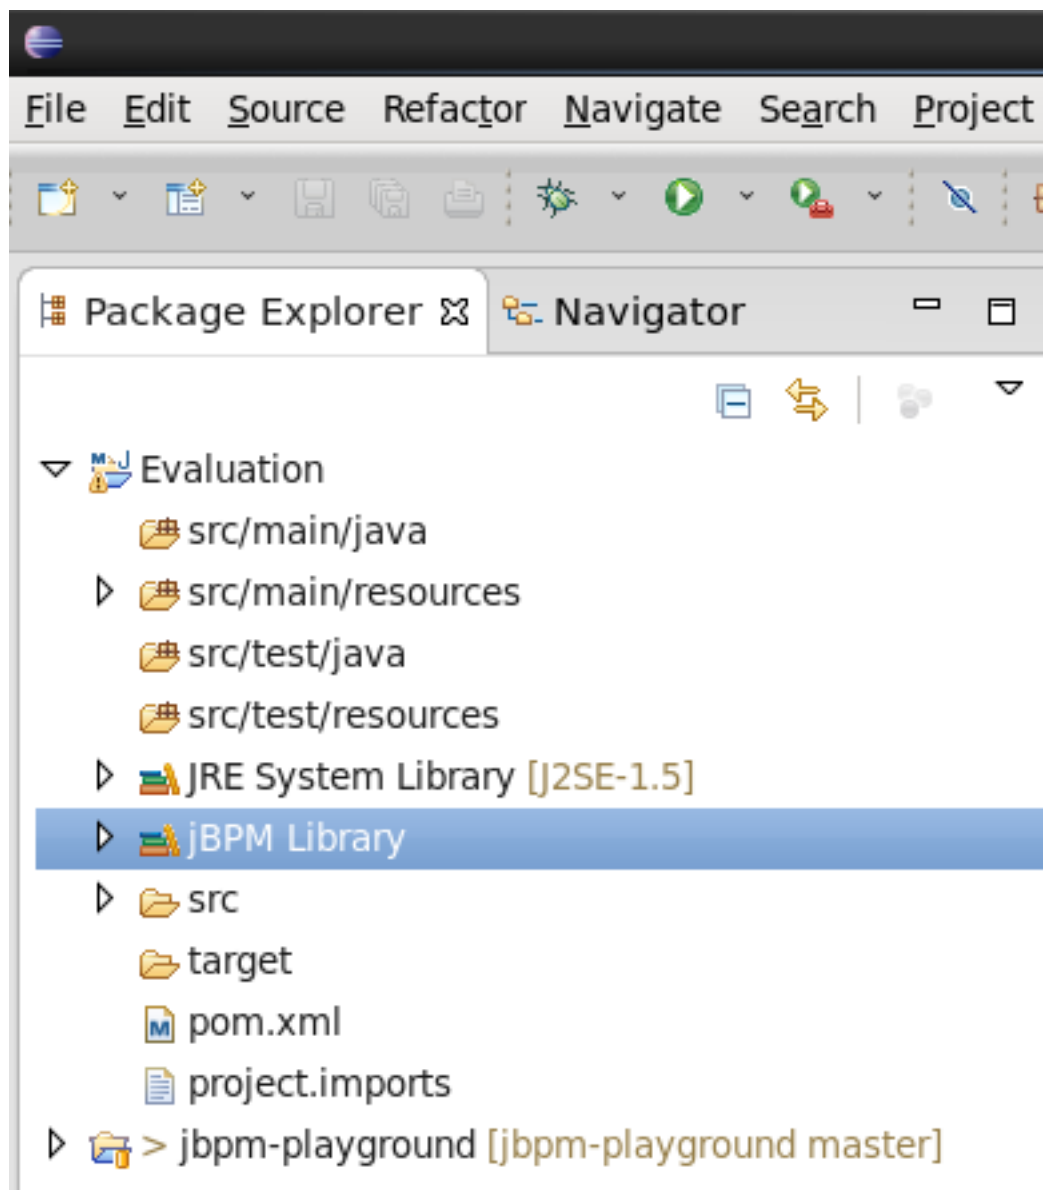 File Edit Source Refactor Navigate Search Project
Package Explorer Navigator
Evaluation
src/main/java
src/main/resources
src/test/java
src/test/resources
JRE System Library [J2SE-1.5]
jBPM Library
src
target
pom.xml
project.imports
> jbpm-playground [jbpm-playground master]